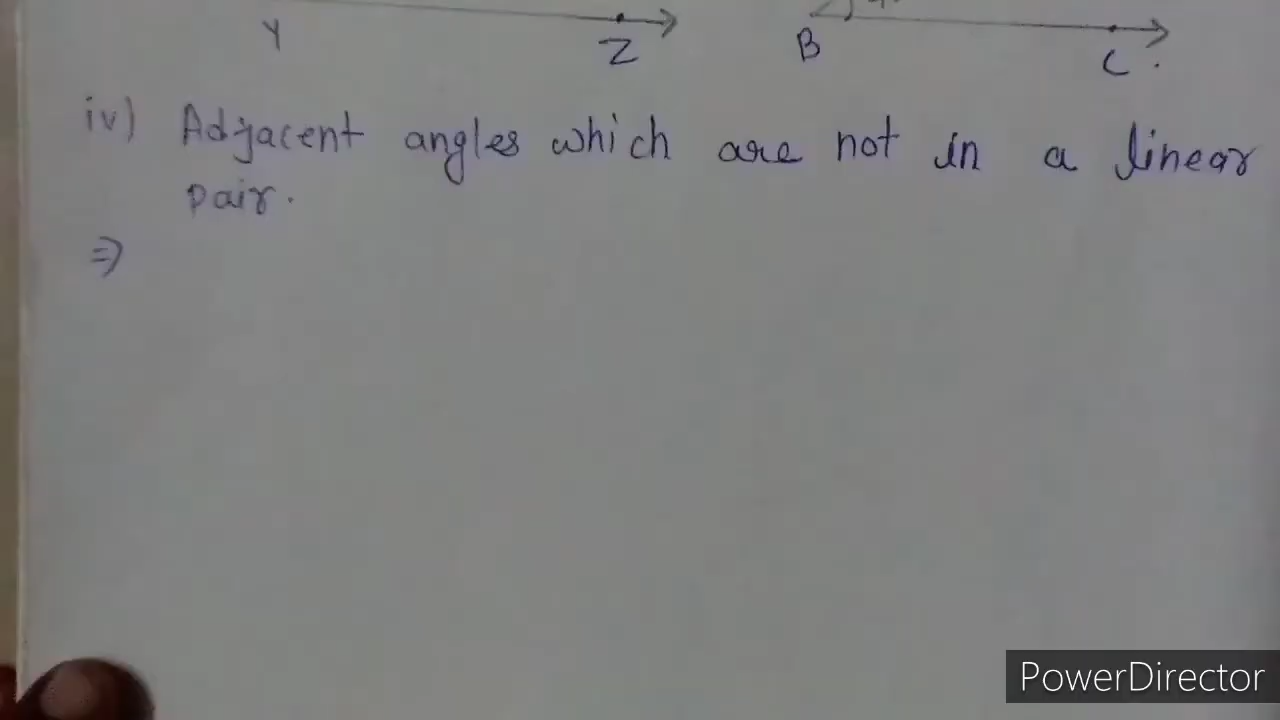 Y Z B C.
iv) Adjacent angles which are not in a linear
pair.
⇒
PowerDirector